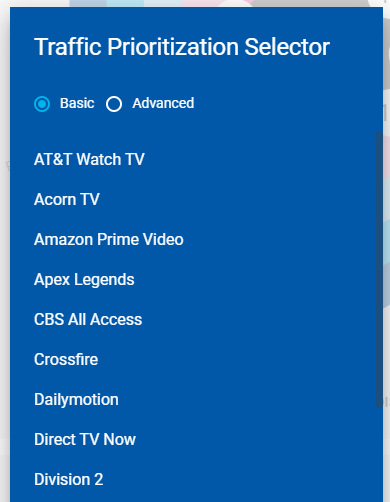 Traffic Prioritization Selector
Basic Advanced
AT&T Watch TV
Acorn TV
Amazon Prime Video
Apex Legends
CBS All Access
Crossfire
Dailymotion
Direct TV Now
Division 2